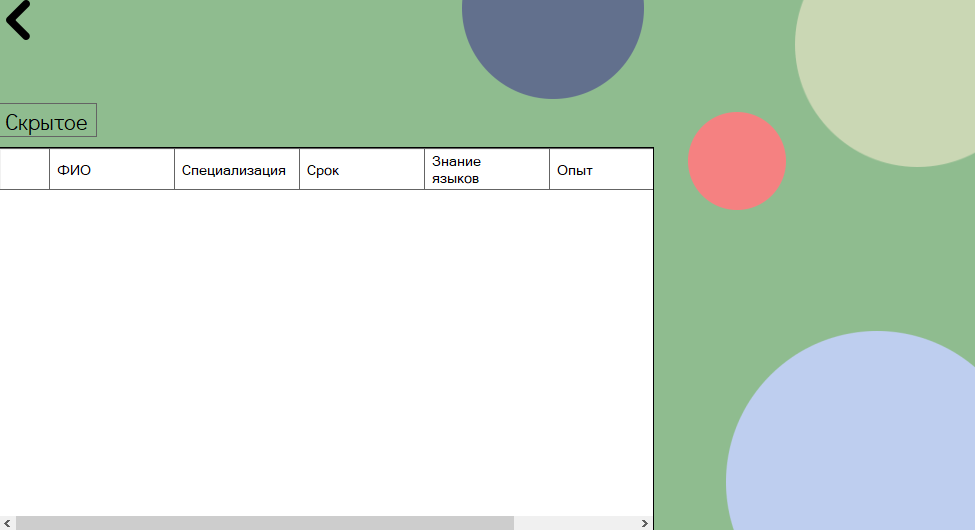 Скрытое
ФИО
Специализация
Срок
Знание
языков
Опыт